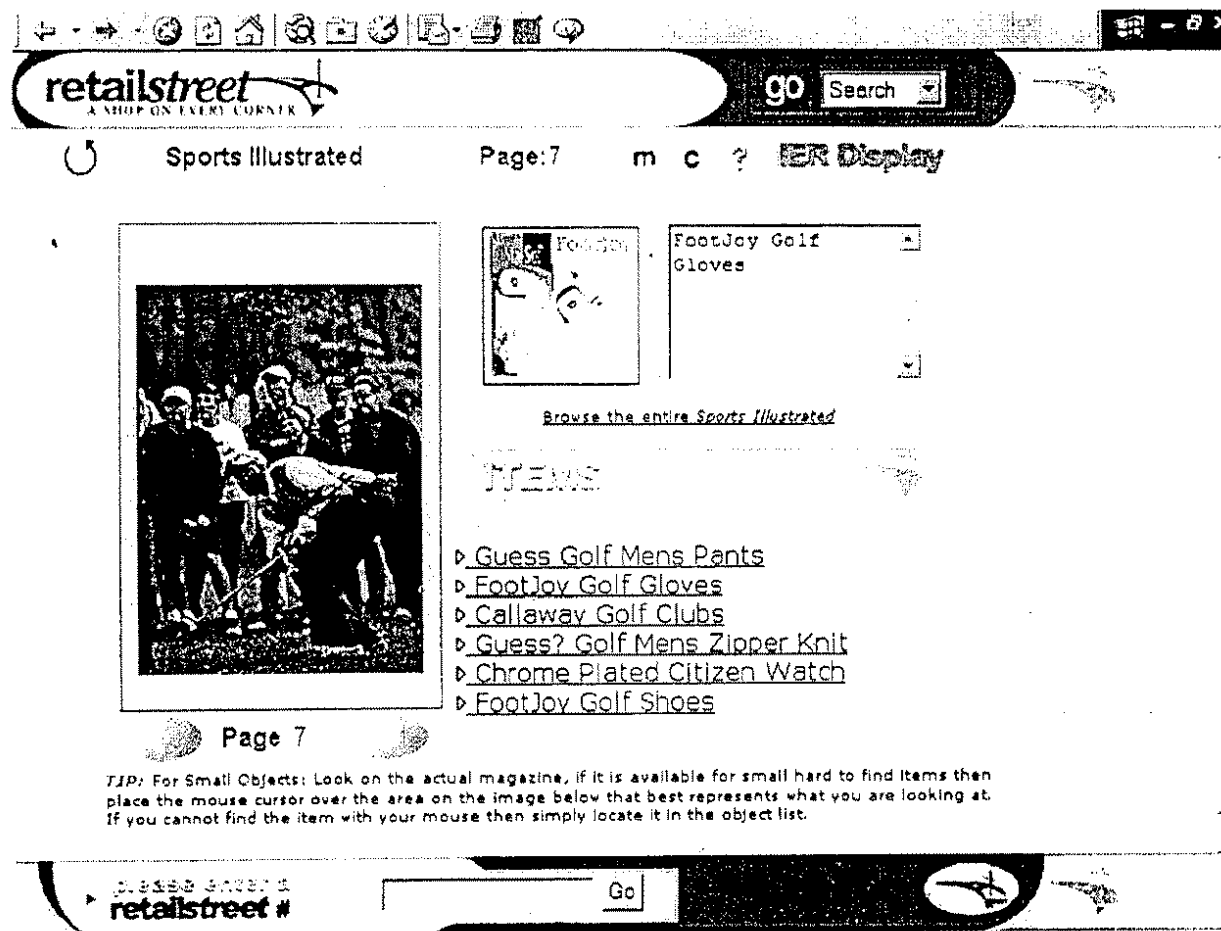 retailstreet
A SHOP ON EVERY CORNER
go Search
Sports Illustrated Page:7 m c ? IER Display
FootJoy
FootJoy Golf
Gloves
Browse the entire Sports Illustrated
ITEMS
Guess Golf Mens Pants
FootJoy Golf Gloves
Callaway Golf Clubs
Guess? Golf Mens Zipper Knit
Chrome Plated Citizen Watch
FootJoy Golf Shoes
Page 7
TIP: For Small Objects: Look on the actual magazine, if it is available for small hard to find items then
place the mouse cursor over the area on the image below that best represents what you are looking at.
If you cannot find the item with your mouse then simply locate it in the object list.
please enter a
retailstreet #
Go